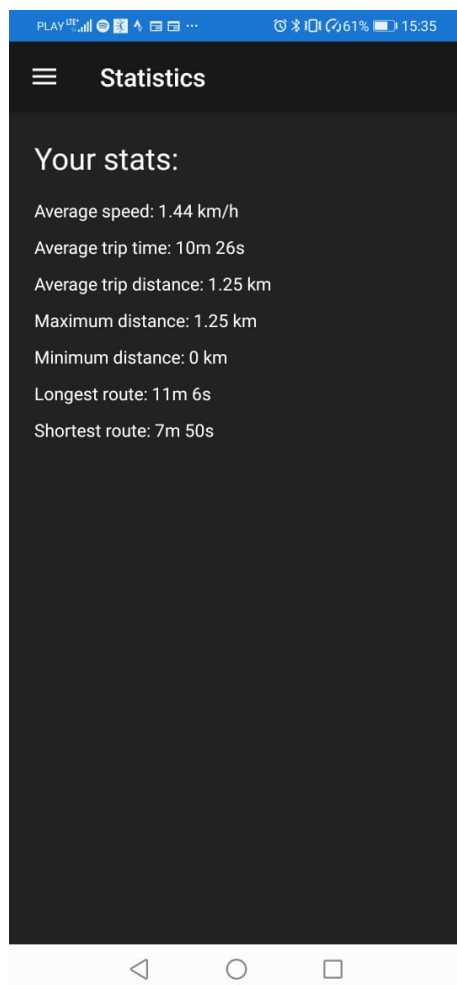 PLAY LTE 61% 15:35
Statistics
Your stats:
Average speed: 1.44 km/h
Average trip time: 10m 26s
Average trip distance: 1.25 km
Maximum distance: 1.25 km
Minimum distance: 0 km
Longest route: 11m 6s
Shortest route: 7m 50s